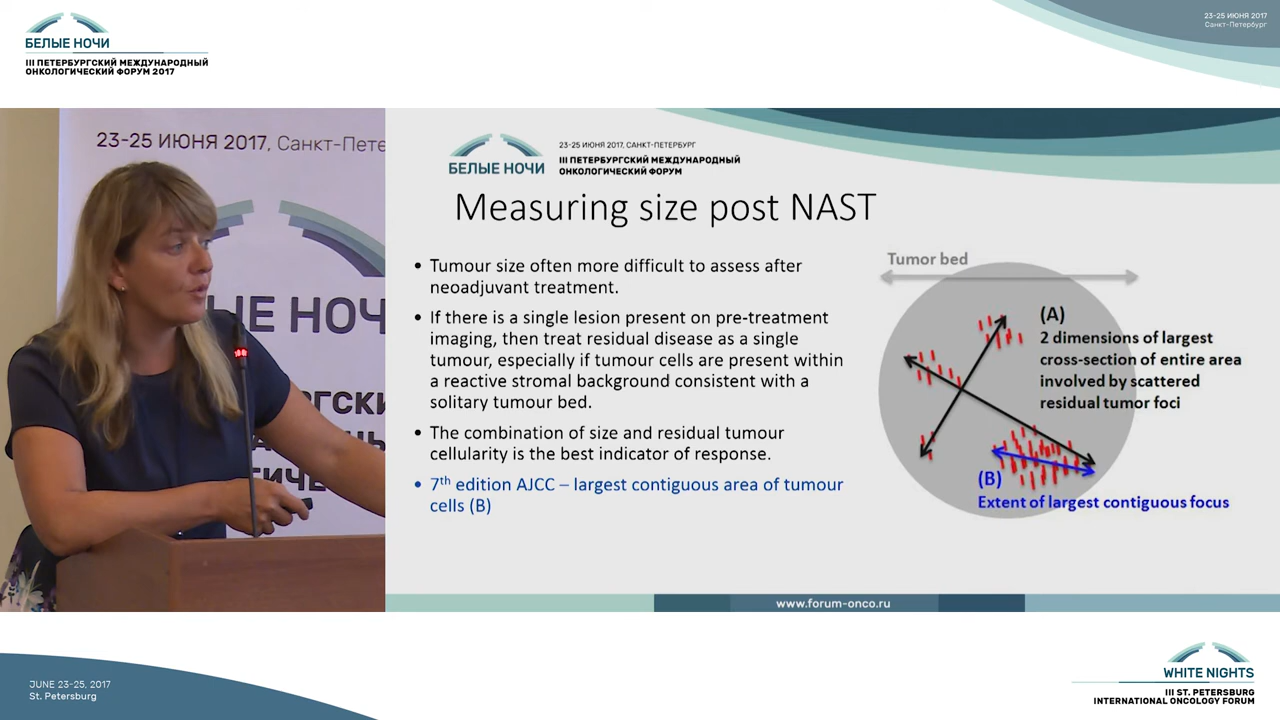 БЕЛЫЕ НОЧИ
III ПЕТЕРБУРГСКИЙ МЕЖДУНАРОДНЫЙ
ОНКОЛОГИЧЕСКИЙ ФОРУМ 2017
23-25 ИЮНЯ 2017
Санкт-Петербург
23-25 ИЮНЯ 2017, Санкт-Пете
ЫЕ НОЧ
23-25 ИЮНЯ 2017, САНКТ-ПЕТЕРБУРГ
БЕЛЫЕ НОЧИ
III ПЕТЕРБУРГСКИЙ МЕЖДУНАРОДНЫЙ
ОНКОЛОГИЧЕСКИЙ ФОРУМ
Measuring size post NAST
• Tumour size often more difficult to assess after
neoadjuvant treatment.
• If there is a single lesion present on pre-treatment
imaging, then treat residual disease as a single
tumour, especially if tumour cells are present within
a reactive stromal background consistent with a
solitary tumour bed.
• The combination of size and residual tumour
cellularity is the best indicator of response.
• 7th edition AJCC – largest contiguous area of tumour
cells (B)
Tumor bed
(A)
2 dimensions of largest
cross-section of entire area
involved by scattered
residual tumor foci
(B)
Extent of largest contiguous focus
www.forum-onco.ru
JUNE 23-25, 2017
St. Petersburg
WHITE NIGHTS
III ST. PETERSBURG
INTERNATIONAL ONCOLOGY FORUM